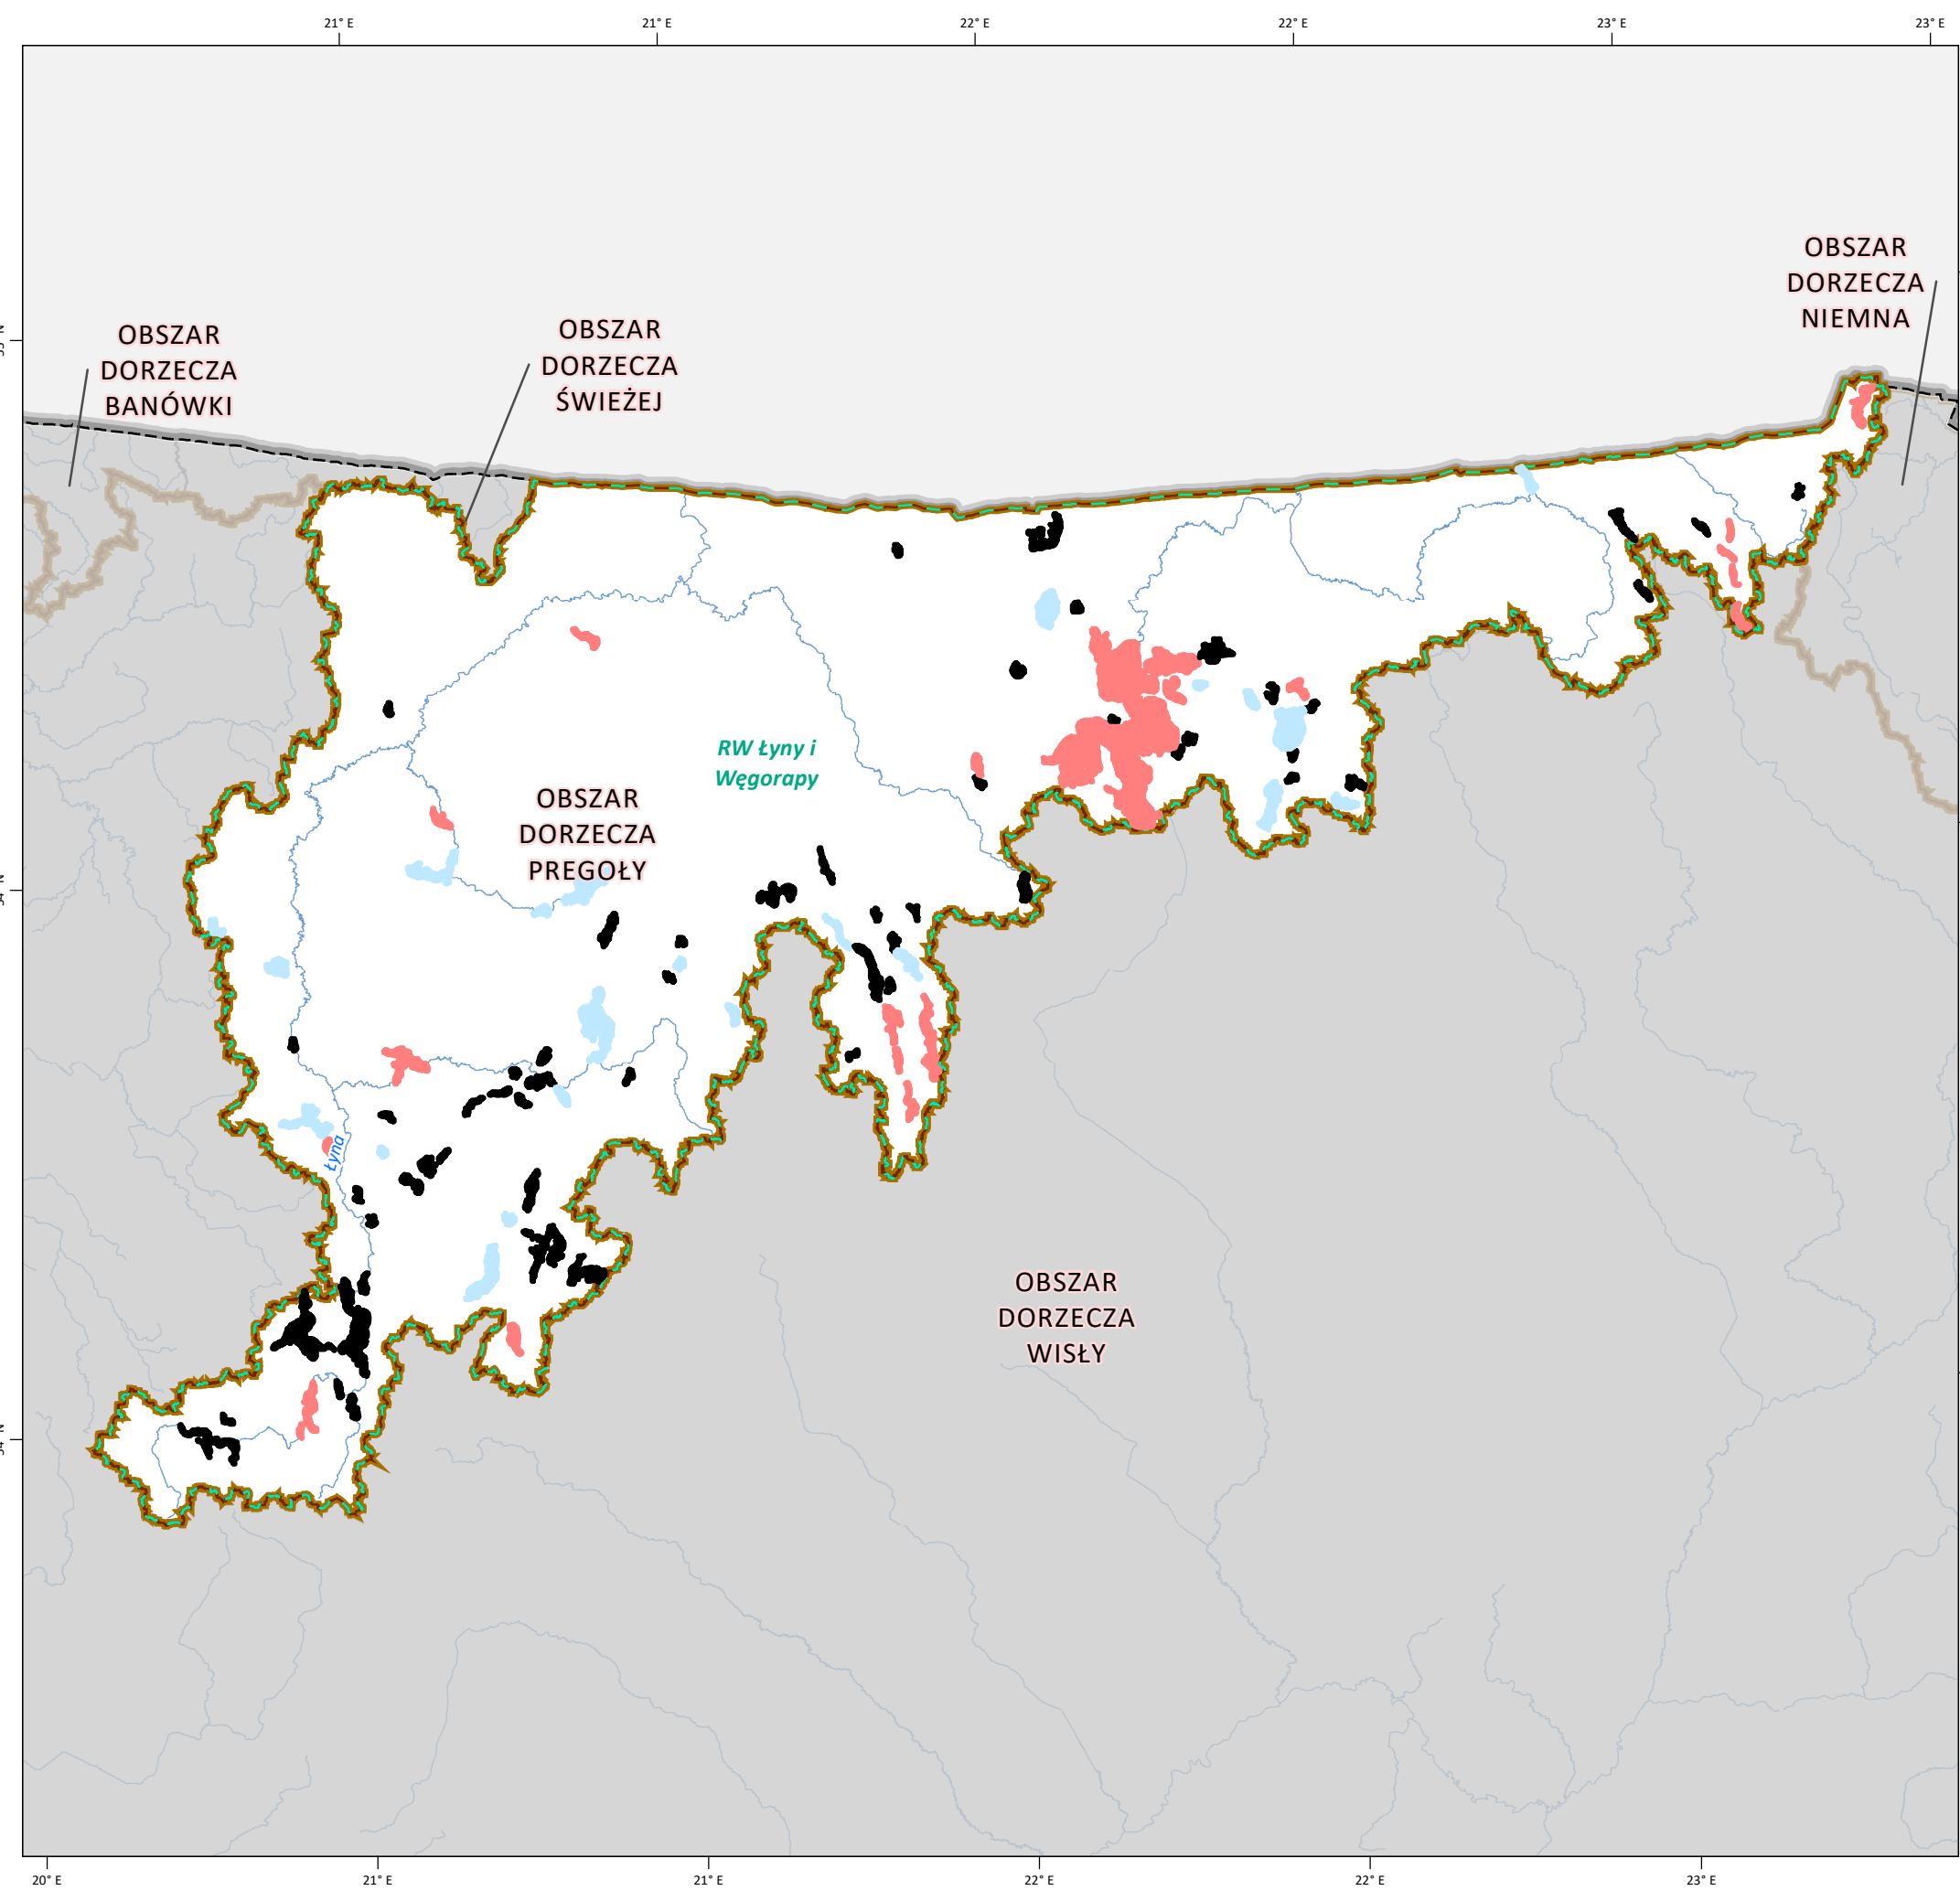 21° E
21° E
22° E
22° E
23° E
23° E
OBSZAR
DORZECZA
NIEMNA
OBSZAR
DORZECZA
BANÓWKI
OBSZAR
DORZECZA
ŚWIEŻEJ
RW Łyny i
Węgorapy
OBSZAR
DORZECZA
PREGOŁY
Łyna
OBSZAR
DORZECZA
WISŁY
20° E
21° E
21° E
22° E
22° E
23° E